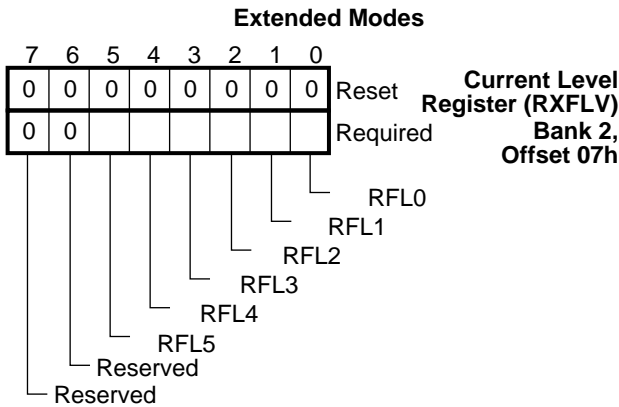 Extended Modes
7 6 5 4 3 2 1 0
0 0 0 0 0 0 0 0 Reset
0 0 Required
Current Level
Register (RXFLV)
Bank 2,
Offset 07h
RFL0
RFL1
RFL2
RFL3
RFL4
RFL5
Reserved
Reserved